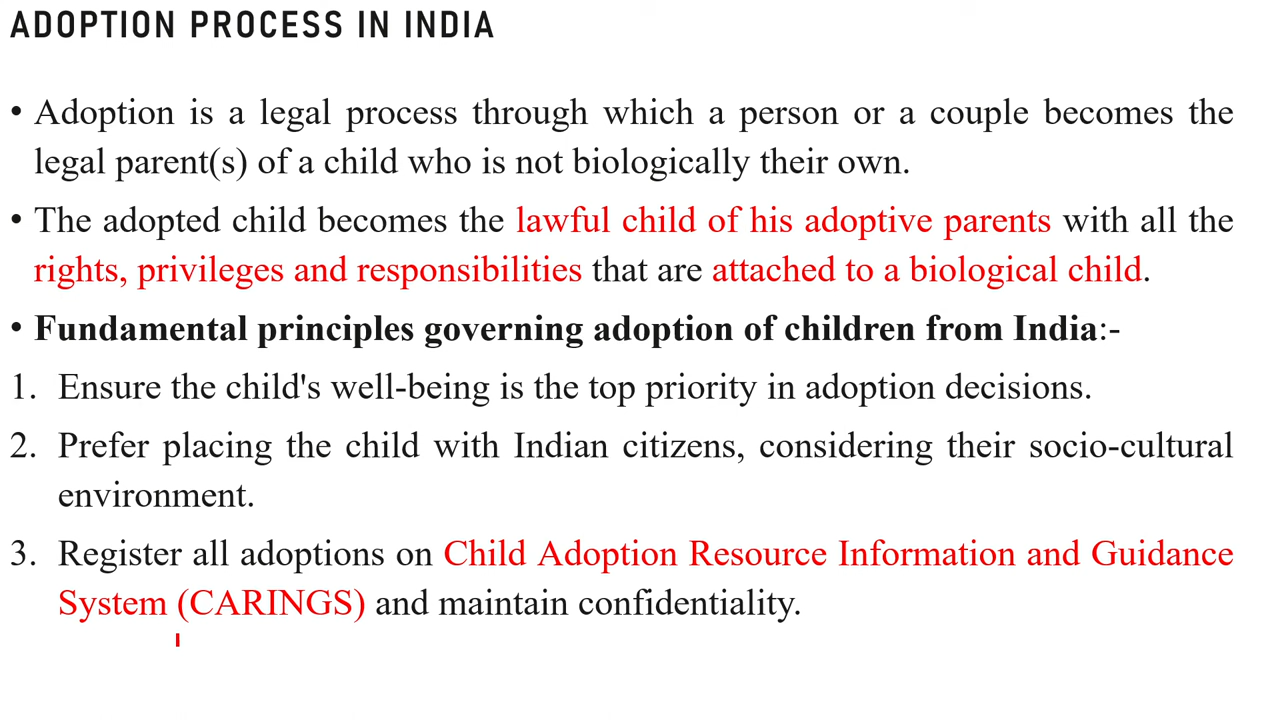 ADOPTION PROCESS IN INDIA
• Adoption is a legal process through which a person or a couple becomes the
legal parent(s) of a child who is not biologically their own.
• The adopted child becomes the lawful child of his adoptive parents with all the
rights, privileges and responsibilities that are attached to a biological child.
• Fundamental principles governing adoption of children from India:-
1. Ensure the child's well-being is the top priority in adoption decisions.
2. Prefer placing the child with Indian citizens, considering their socio-cultural
environment.
3. Register all adoptions on Child Adoption Resource Information and Guidance
System (CARINGS) and maintain confidentiality.